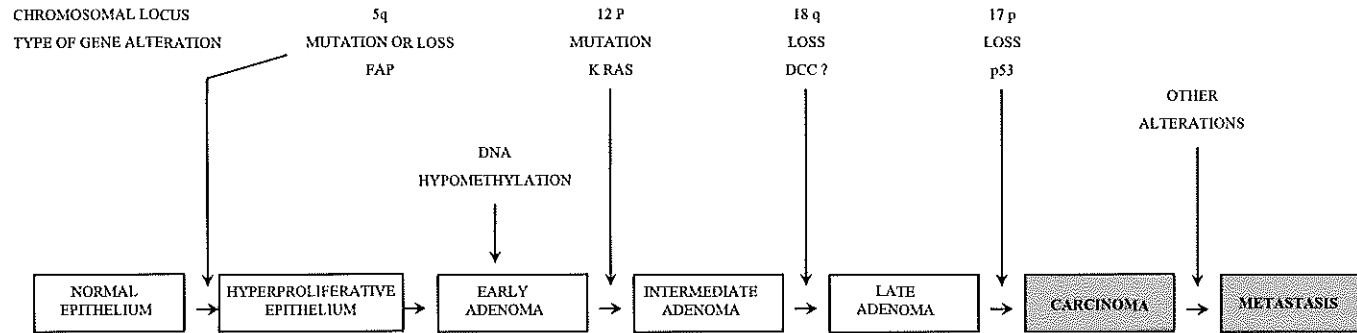 CHROMOSOMAL LOCUS 5q 12 P 18 q 17 p
TYPE OF GENE ALTERATION MUTATION OR LOSS MUTATION LOSS LOSS
FAP K RAS DCC ? p53
OTHER
ALTERATIONS
DNA
HYPOMETHYLATION
NORMAL
EPITHELIUM
HYPERPROLIFERATIVE
EPITHELIUM
EARLY
ADENOMA
INTERMEDIATE
ADENOMA
LATE
ADENOMA
CARCINOMA
METASTASIS